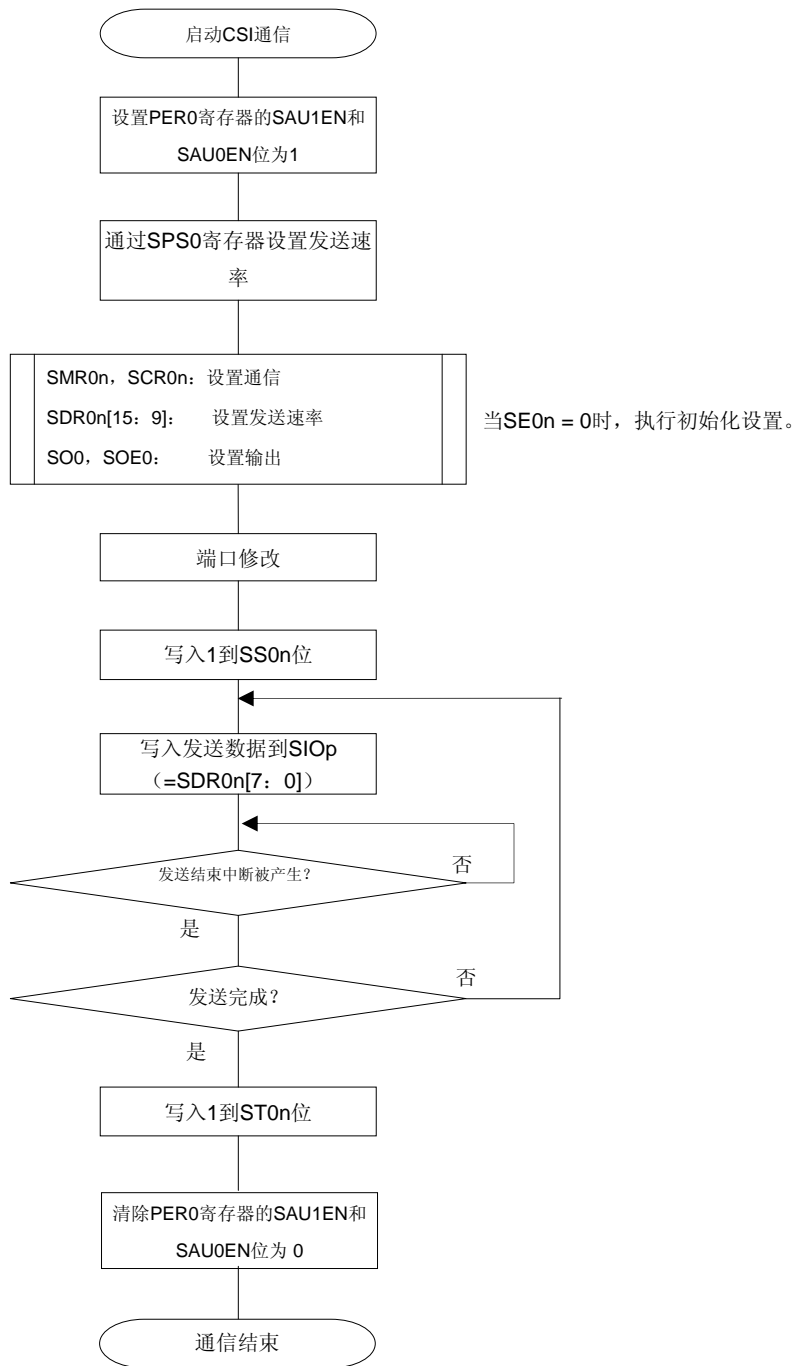 启动CSI通信
设置PER0寄存器的SAU1EN和
SAU0EN位为1
通过SPS0寄存器设置发送速
率
SMR0n，SCR0n：设置通信
SDR0n[15：9]： 设置发送速率
SO0，SOE0： 设置输出
当SE0n = 0时，执行初始化设置。
端口修改
写入1到SS0n位
写入发送数据到SIOp
（=SDR0n[7：0]）
发送结束中断被产生？
否
是
发送完成？
否
是
写入1到ST0n位
清除PER0寄存器的SAU1EN和
SAU0EN位为 0
通信结束